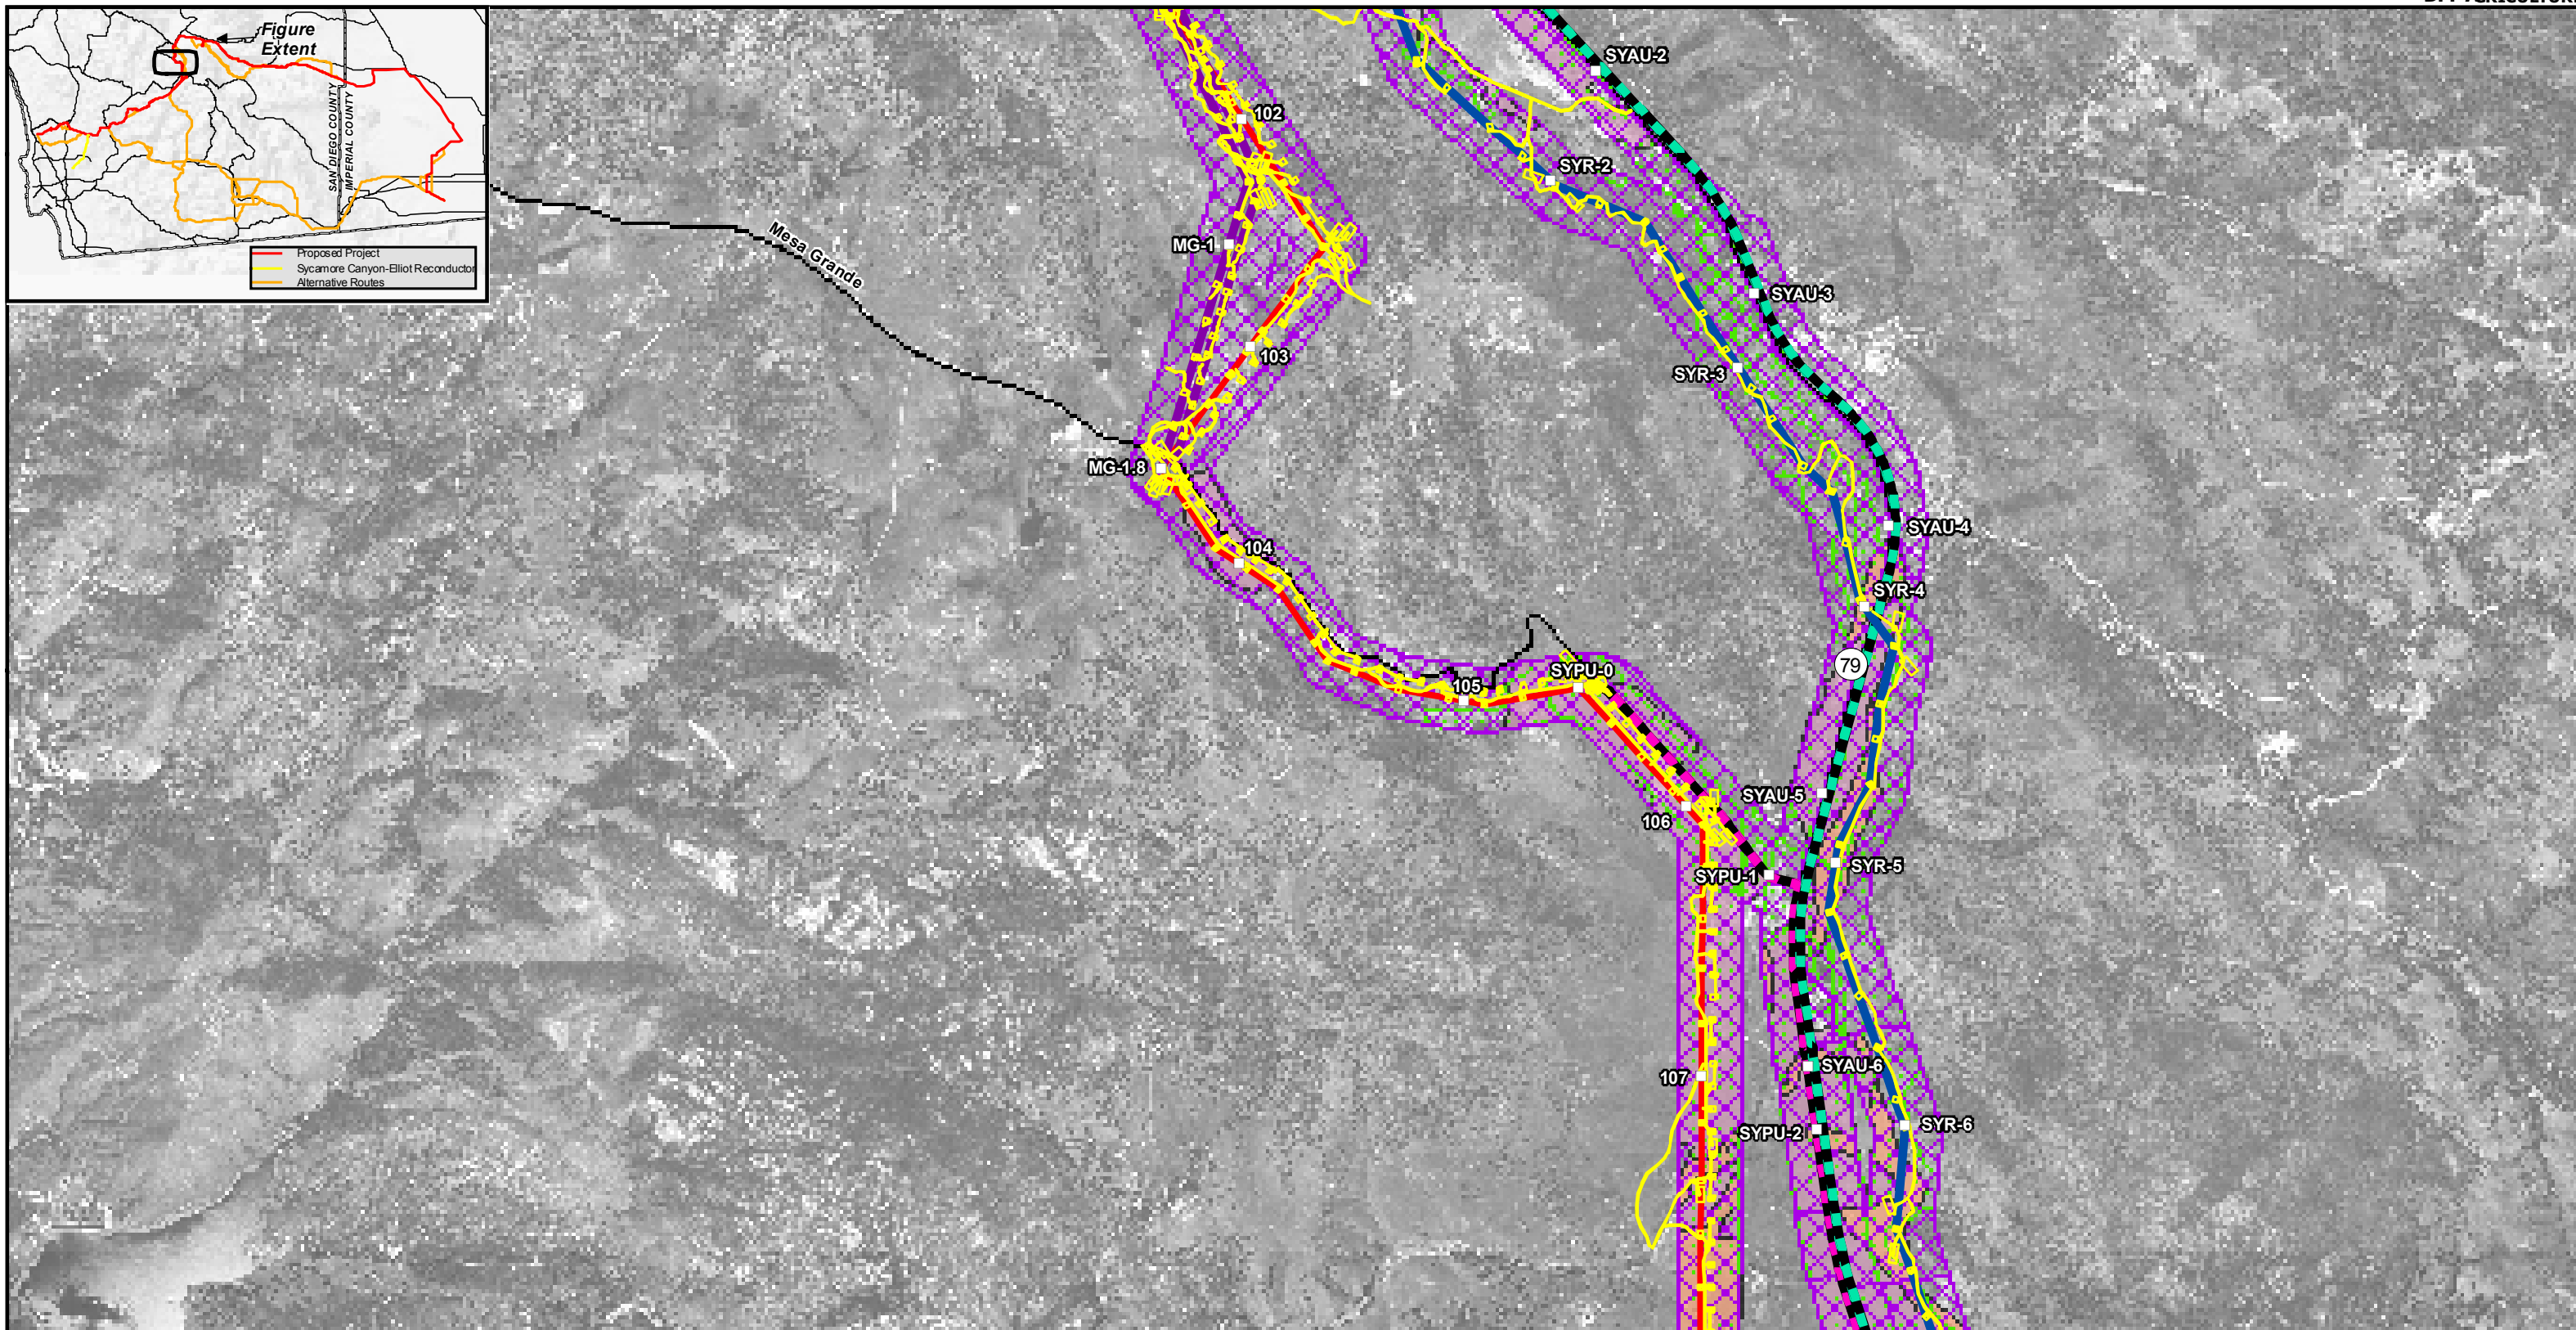 Figure
Extent
SAN DIEGO COUNTY
IMPERIAL COUNTY
Proposed Project
Sycamore Canyon-Elliot Reconductor
Alternative Routes
SYAU-2
102
SYR-2
Mesa Grande
MG-1
SYAU-3
103
SYR-3
MG-1.8
SYAU-4
104
SYR-4
79
SYPU-0
105
SYAU-5
106
SYR-5
SYPU-1
SYAU-6
107
SYR-6
SYPU-2